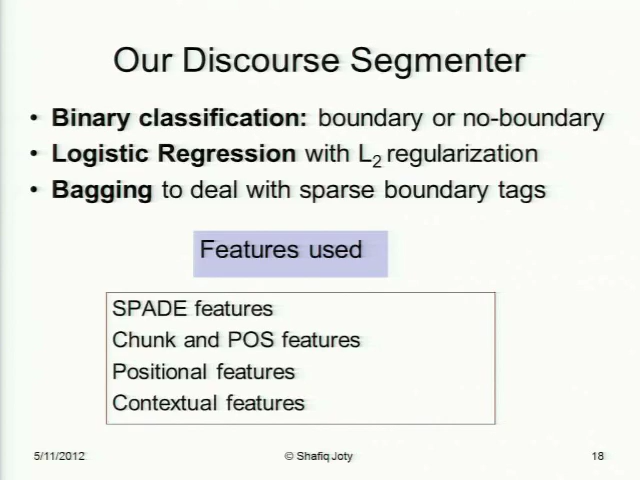 Our Discourse Segmenter
• Binary classification: boundary or no-boundary
• Logistic Regression with L2 regularization
• Bagging to deal with sparse boundary tags
Features used
SPADE features
Chunk and POS features
Positional features
Contextual features
5/11/2012 © Shafiq Joty 18